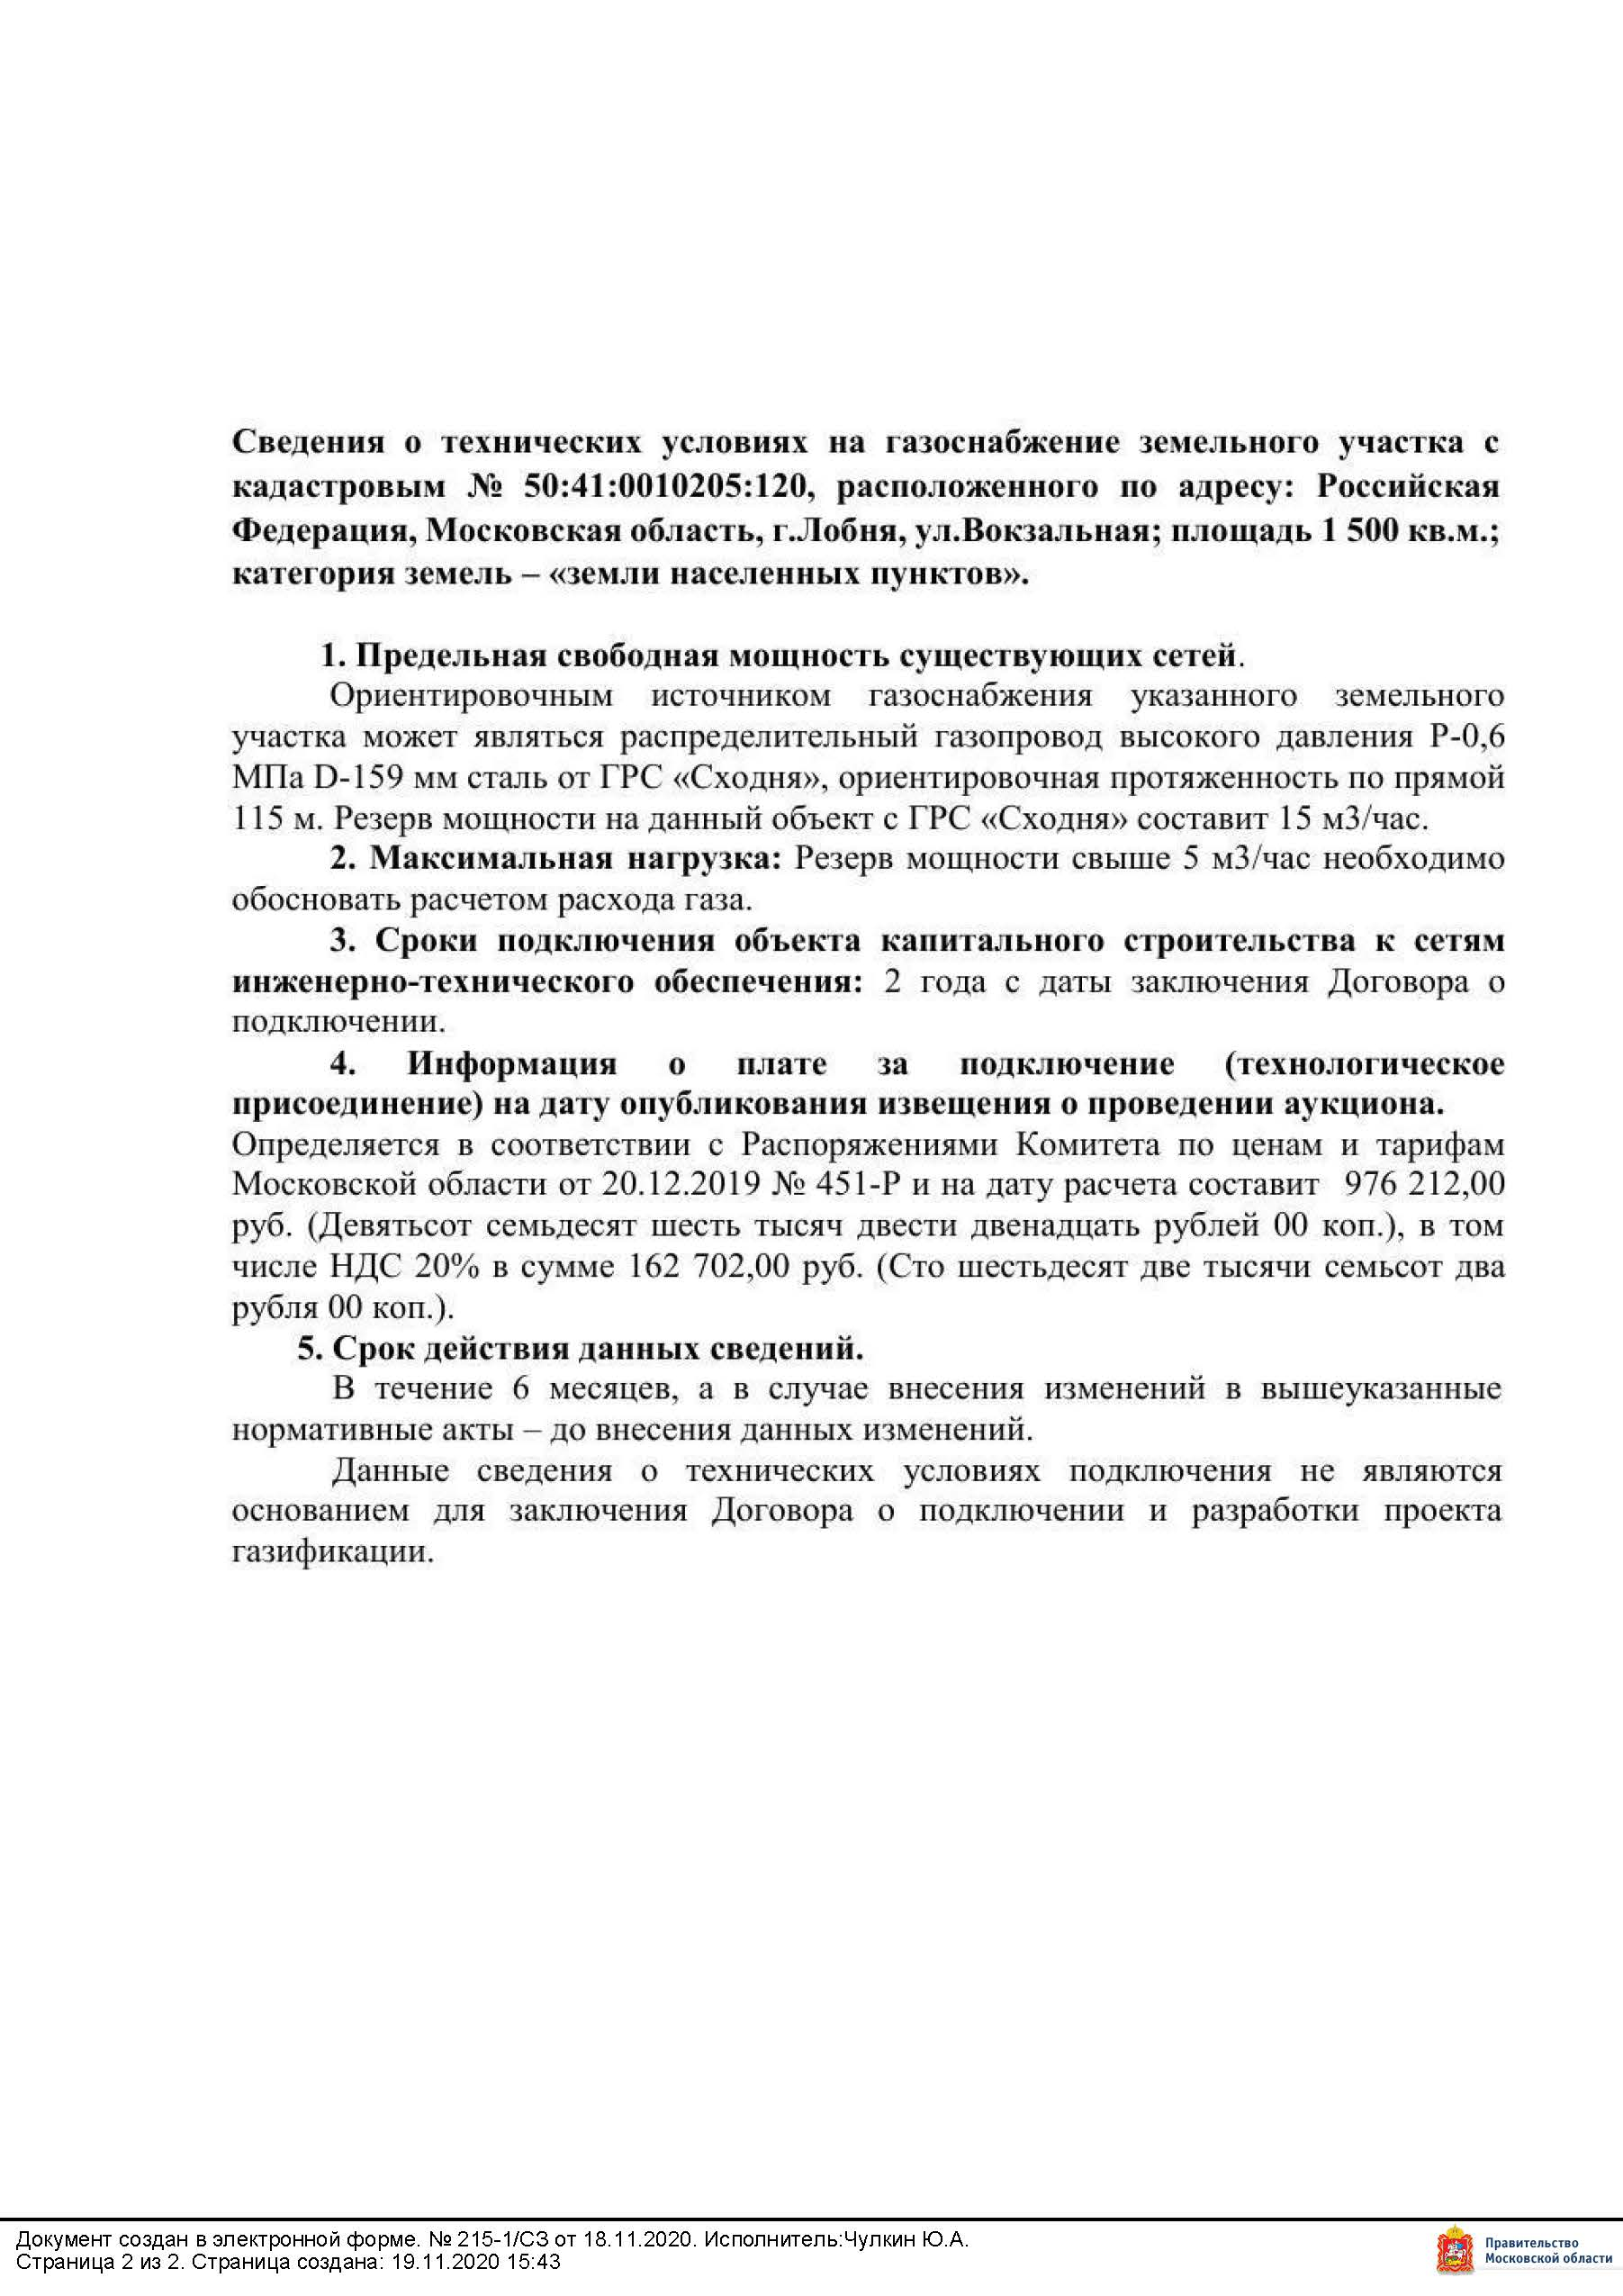 Сведения о технических условиях на газоснабжение земельного участка с
кадастровым № 50:41:0010205:120, расположенного по адресу: Российская
Федерация, Московская область, г.Лобня, ул.Вокзальная; площадь 1 500 кв.м.;
категория земель – «земли населенных пунктов».
1. Предельная свободная мощность существующих сетей.
Ориентировочным источником газоснабжения указанного земельного
участка может являться распределительный газопровод высокого давления Р-0,6
МПа D-159 мм сталь от ГРС «Сходня», ориентировочная протяженность по прямой
115 м. Резерв мощности на данный объект с ГРС «Сходня» составит 15 м3/час.
2. Максимальная нагрузка: Резерв мощности свыше 5 м3/час необходимо
обосновать расчетом расхода газа.
3. Сроки подключения объекта капитального строительства к сетям
инженерно-технического обеспечения: 2 года с даты заключения Договора о
подключении.
4. Информация о плате за подключение (технологическое
присоединение) на дату опубликования извещения о проведении аукциона.
Определяется в соответствии с Распоряжениями Комитета по ценам и тарифам
Московской области от 20.12.2019 № 451-Р и на дату расчета составит 976 212,00
руб. (Девятьсот семьдесят шесть тысяч двести двенадцать рублей 00 коп.), в том
числе НДС 20% в сумме 162 702,00 руб. (Сто шестьдесят две тысячи семьсот два
рубля 00 коп.).
5. Срок действия данных сведений.
В течение 6 месяцев, а в случае внесения изменений в вышеуказанные
нормативные акты – до внесения данных изменений.
Данные сведения о технических условиях подключения не являются
основанием для заключения Договора о подключении и разработки проекта
газификации.
Документ создан в электронной форме. № 215-1/СЗ от 18.11.2020. Исполнитель:Чулкин Ю.А.
Страница 2 из 2. Страница создана: 19.11.2020 15:43
Правительство
Московской области